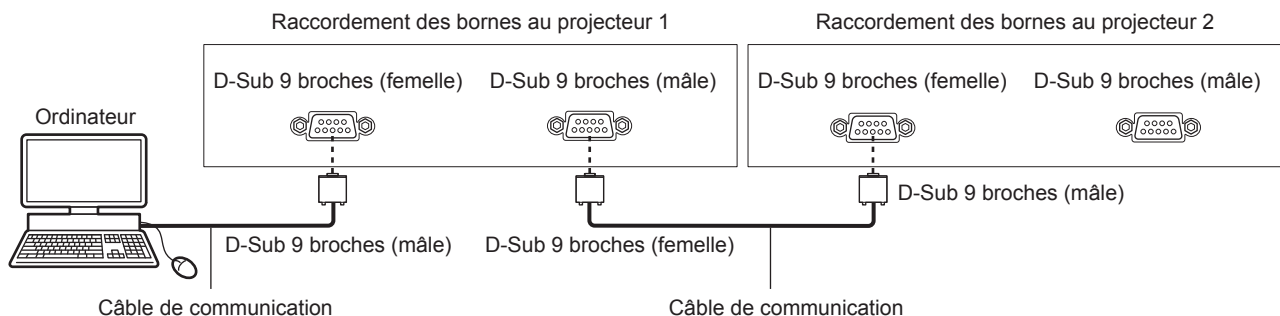 Raccordement des bornes au projecteur 1
Raccordement des bornes au projecteur 2
D-Sub 9 broches (femelle)
D-Sub 9 broches (mâle)
D-Sub 9 broches (femelle)
D-Sub 9 broches (mâle)
Ordinateur
D-Sub 9 broches (mâle)
D-Sub 9 broches (mâle)
D-Sub 9 broches (femelle)
Câble de communication
Câble de communication